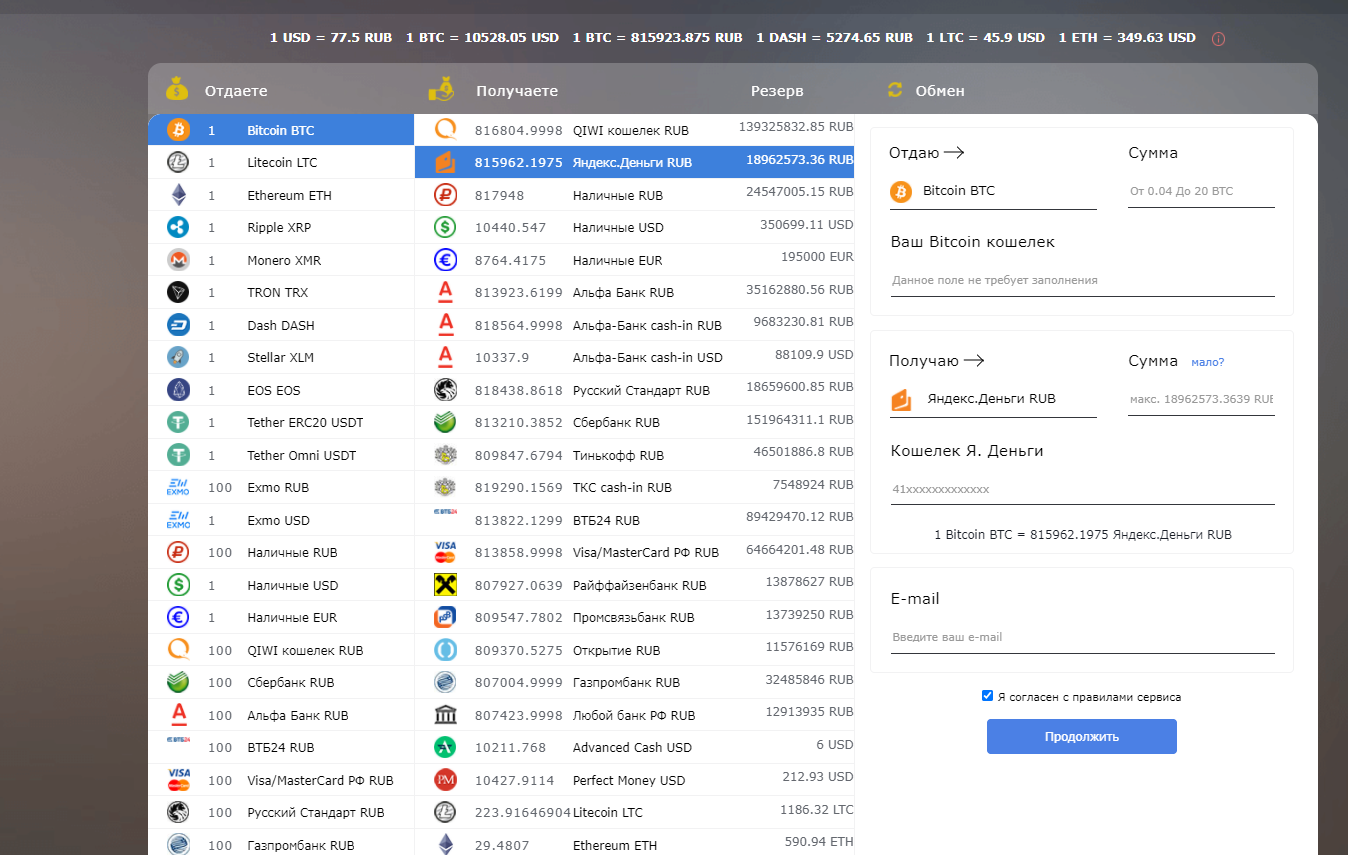 1 USD = 77.5 RUB 1 BTC = 10528.05 USD 1 BTC = 815923.875 RUB 1 DASH = 5274.65 RUB 1 LTC = 45.9 USD 1 ETH = 349.63 USD
Отдаете Получаете Резерв Обмен
1 Bitcoin BTC
1 Litecoin LTC
1 Ethereum ETH
1 Ripple XRP
1 Monero XMR
1 TRON TRX
1 Dash DASH
1 Stellar XLM
1 EOS EOS
1 Tether ERC20 USDT
1 Tether Omni USDT
EXMO 100 Exmo RUB
EXMO 1 Exmo USD
100 Наличные RUB
1 Наличные USD
1 Наличные EUR
100 QIWI кошелек RUB
100 Сбербанк RUB
100 Альфа Банк RUB
ВТБ24 100 ВТБ24 RUB
VISA 100 Visa/MasterCard РФ RUB
100 Русский Стандарт RUB
100 Газпромбанк RUB
816804.9998 QIWI кошелек RUB 139325832.85 RUB
815962.1975 Яндекс.Деньги RUB 18962573.36 RUB
817948 Наличные RUB 24547005.15 RUB
10440.547 Наличные USD 350699.11 USD
8764.4175 Наличные EUR 195000 EUR
813923.6199 Альфа Банк RUB 35162880.56 RUB
818564.9998 Альфа-Банк cash-in RUB 9683230.81 RUB
10337.9 Альфа-Банк cash-in USD 88109.9 USD
818438.8618 Русский Стандарт RUB 18659600.85 RUB
813210.3852 Сбербанк RUB 151964311.1 RUB
809847.6794 Тинькофф RUB 46501886.8 RUB
819290.1569 ТКС cash-in RUB 7548924 RUB
ВТБ24 813822.1299 ВТБ24 RUB 89429470.12 RUB
VISA 813858.9998 Visa/MasterCard РФ RUB 64664201.48 RUB
807927.0639 Райффайзенбанк RUB 13878627 RUB
809547.7802 Промсвязьбанк RUB 13739250 RUB
809370.5275 Открытие RUB 11576169 RUB
807004.9999 Газпромбанк RUB 32485846 RUB
807423.9998 Любой банк РФ RUB 12913935 RUB
10211.768 Advanced Cash USD 6 USD
PM 10427.9114 Perfect Money USD 212.93 USD
223.91646904 Litecoin LTC 1186.32 LTC
29.4807 Ethereum ETH 590.94 ETH
Отдаю Сумма
Bitcoin BTC От 0.04 До 20 BTC
Ваш Bitcoin кошелек
Данное поле не требует заполнения
Получаю Сумма мало?
Яндекс.Деньги RUB макс. 18962573.3639 RUB
Кошелек Я. Деньги
41xxxxxxxxxxxxx
1 Bitcoin BTC = 815962.1975 Яндекс.Деньги RUB
E-mail
Введите ваш e-mail
Я согласен с правилами сервиса
Продолжить